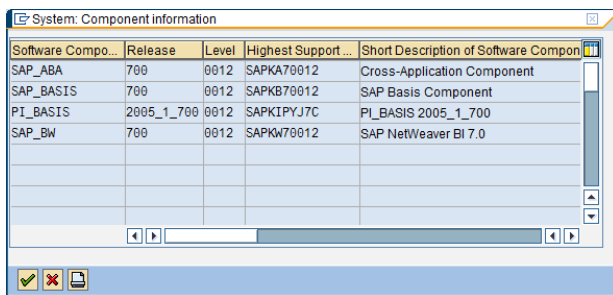 System: Component information
Software Compo... Release Level Highest Support ... Short Description of Software Compon
SAP_ABA 700 0012 SAPKA70012 Cross-Application Component
SAP_BASIS 700 0012 SAPKB70012 SAP Basis Component
PI_BASIS 2005_1_700 0012 SAPKIPYJ7C PI_BASIS 2005_1_700
SAP_BW 700 0012 SAPKW70012 SAP NetWeaver BI 7.0